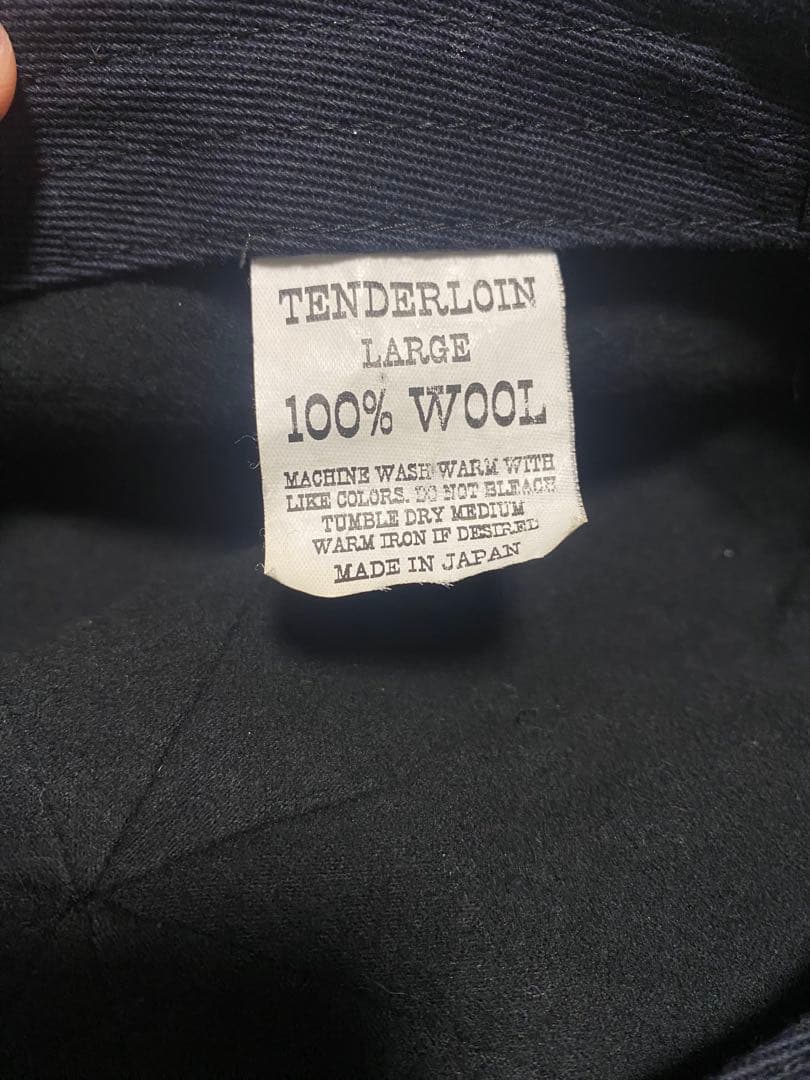 TENDERLOIN
LARGE
100% WOOL
MACHINE WASH WARM WITH
LIKE COLORS. DO NOT BLEACH
TUMBLE DRY MEDIUM
WARM IRON IF DESIRED
MADE IN JAPAN